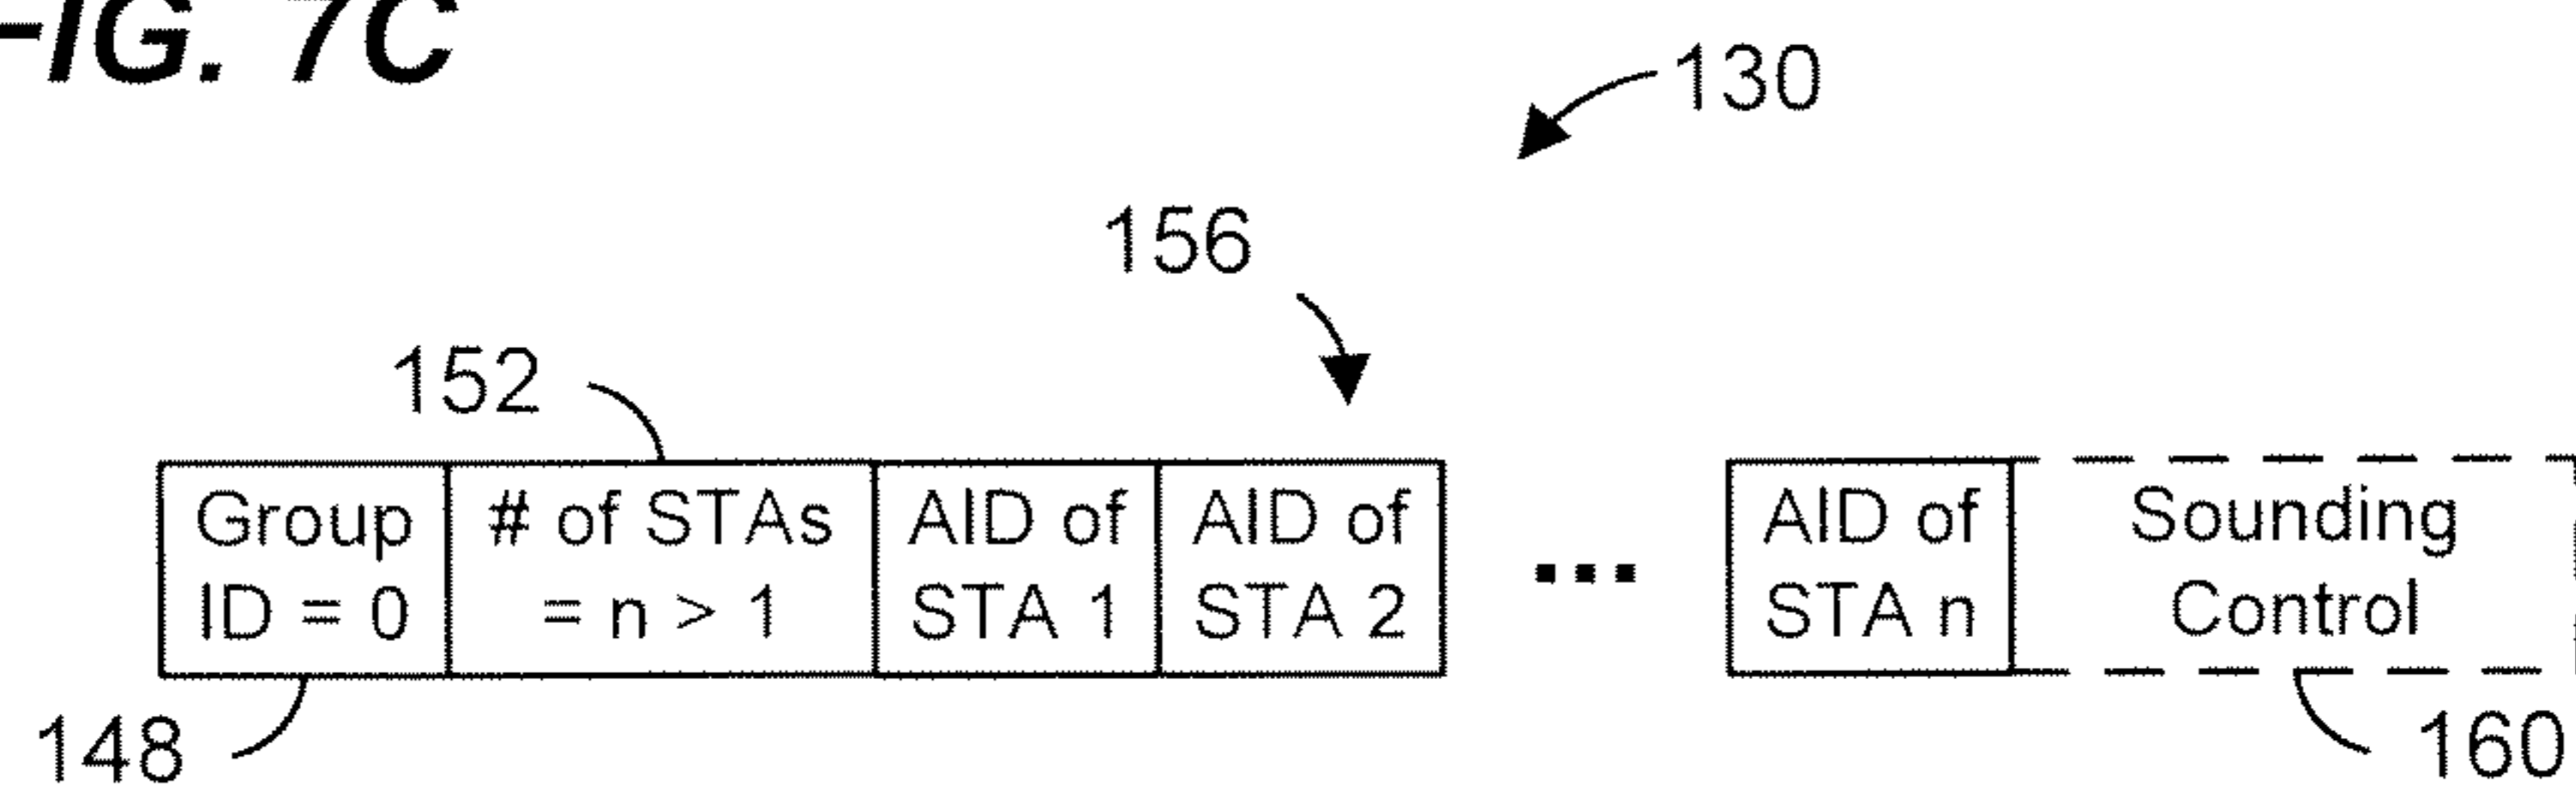 FIG. 7C
130
156
152
Group ID = 0
# of STAs = n > 1
AID of STA 1
AID of STA 2
...
AID of STA n
Sounding Control
148
160